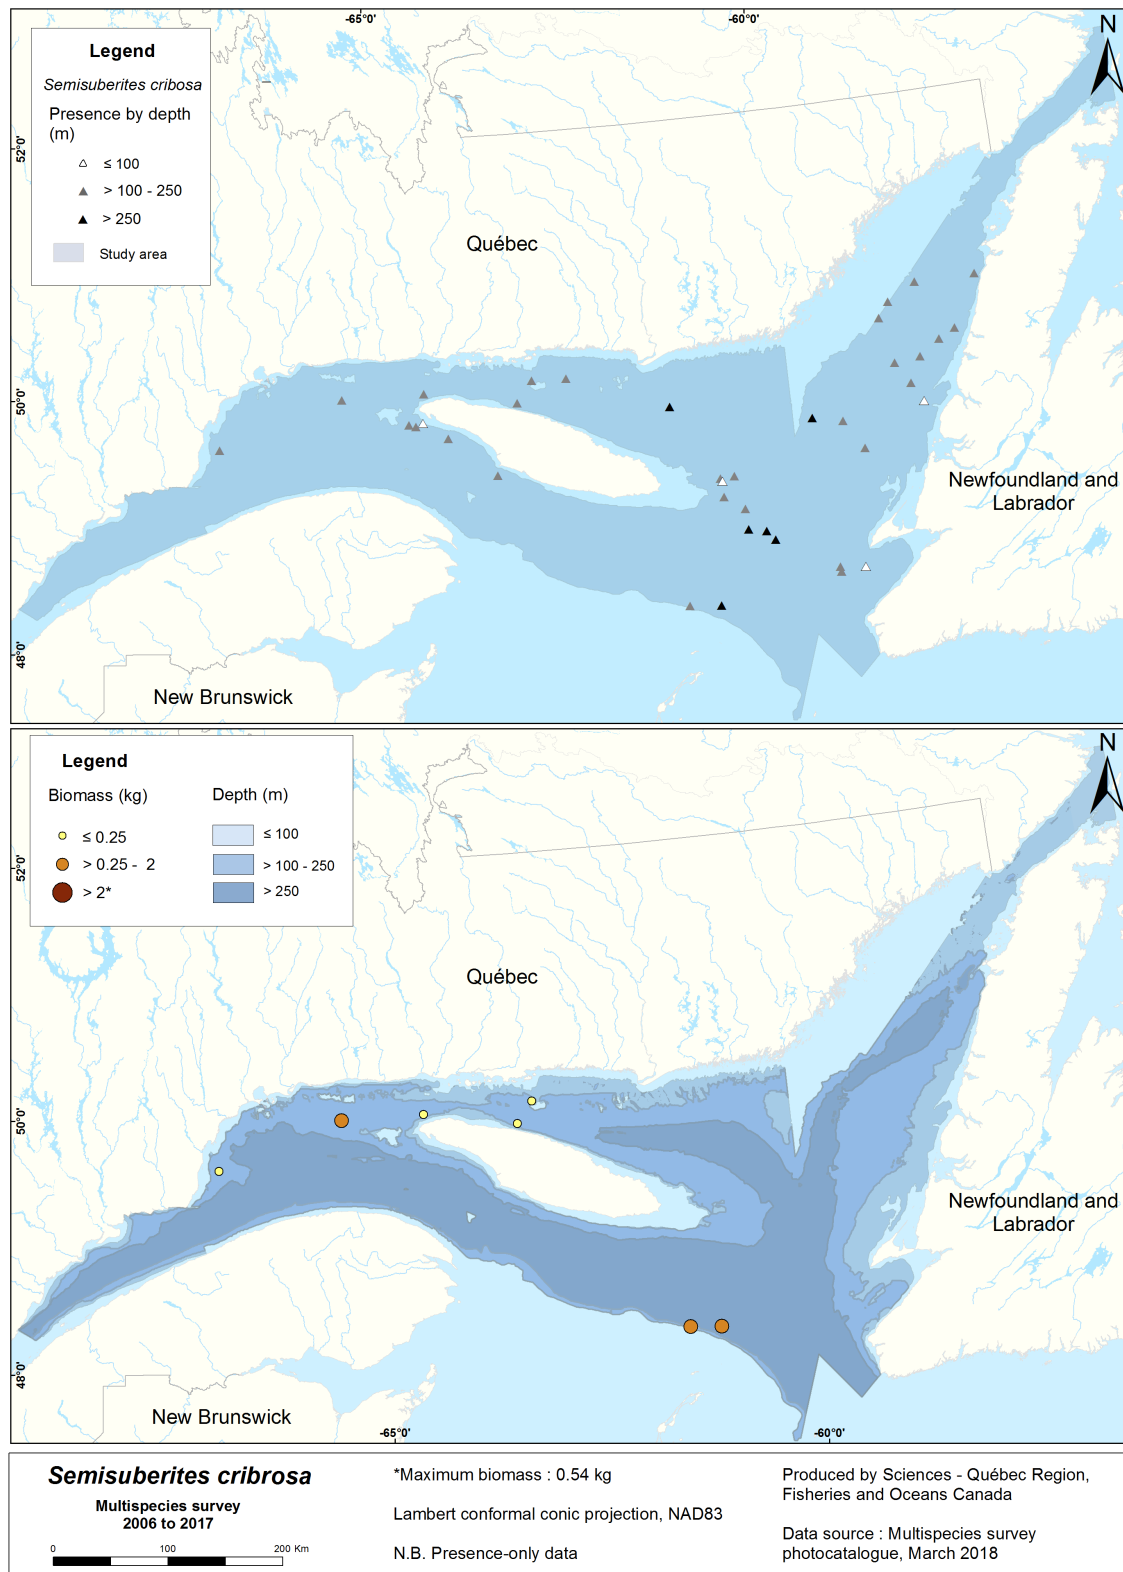 -65°0'
-60°0'
N
Legend
Semisuberites cribosa
Presence by depth
(m)
≤ 100
> 100 - 250
> 250
Study area
52°0'
Québec
50°0'
Newfoundland and
Labrador
48°0'
New Brunswick
N
Legend
Biomass (kg)
Depth (m)
≤ 0.25
> 0.25 - 2
> 2*
≤ 100
> 100 - 250
> 250
52°0'
Québec
50°0'
Newfoundland and
Labrador
48°0'
New Brunswick
-65°0'
-60°0'
Semisuberites cribrosa
Multispecies survey
2006 to 2017
0 100 200 Km
*Maximum biomass : 0.54 kg
Lambert conformal conic projection, NAD83
N.B. Presence-only data
Produced by Sciences - Québec Region,
Fisheries and Oceans Canada
Data source : Multispecies survey
photocatalogue, March 2018